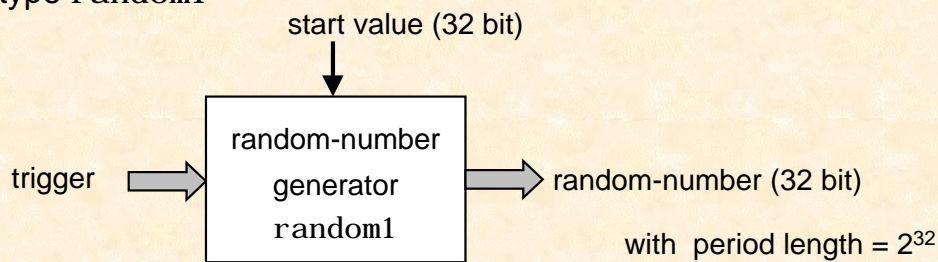 type random1
start value (32 bit)
random-number
generator
random1
trigger
random-number (32 bit)
with period length = 2³²